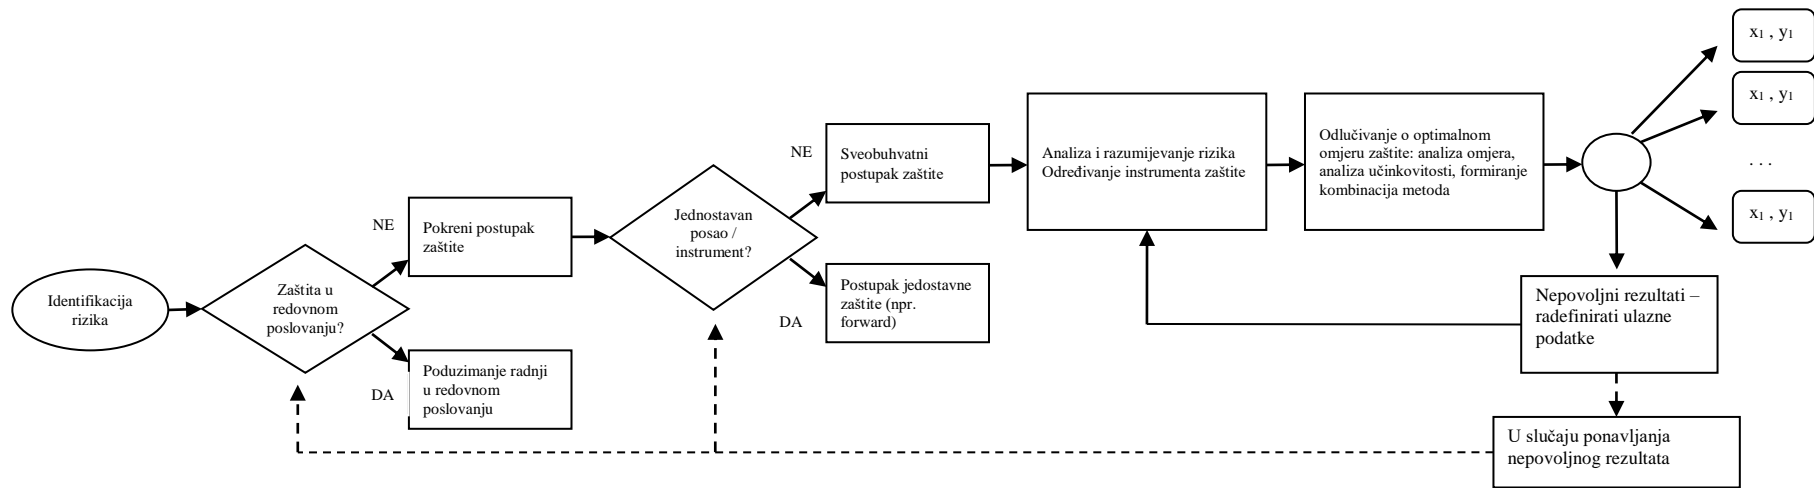 Identifikacija
rizika
Zaštita u
redovnom
poslovanju?
NE
DA
Pokreni postupak
zaštite
Poduzimanje radnji
u redovnom
poslovanju
Jednostavan
posao /
instrument?
NE
DA
Sveobuhvatni
postupak zaštite
Postupak jedostavne
zaštite (npr.
forward)
Analiza i razumijevanje rizika
Određivanje instrumenta zaštite
Odlučivanje o optimalnom
omjeru zaštite: analiza omjera,
analiza učinkovitosti, formiranje
kombinacija metoda
x₁ , y₁
x₁ , y₁
. . .
x₁ , y₁
Nepovoljni rezultati –
radefinirati ulazne
podatke
U slučaju ponavljanja
nepovoljnog rezultata